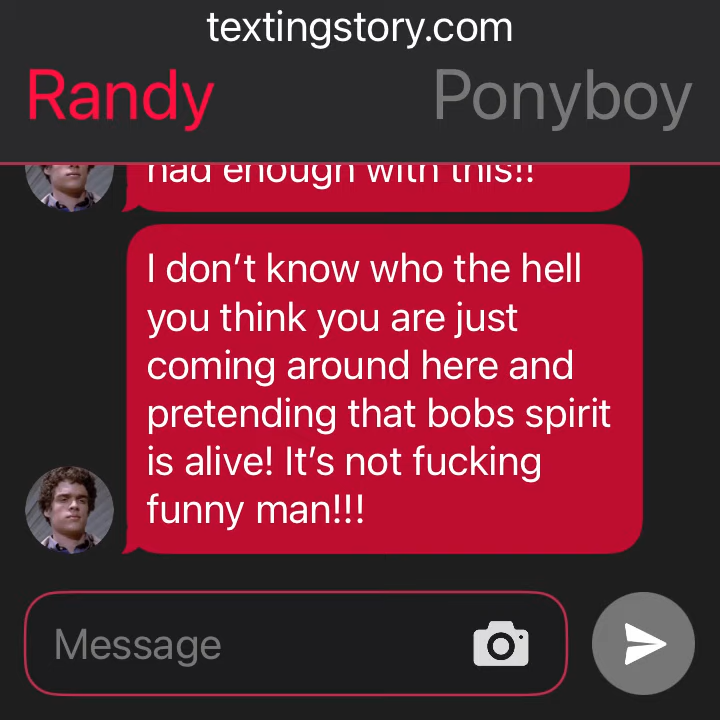 textingstory.com
Randy
Ponyboy
had enough with this!!
I don't know who the hell
you think you are just
coming around here and
pretending that bobs spirit
is alive! It's not fucking
funny man!!!
Message